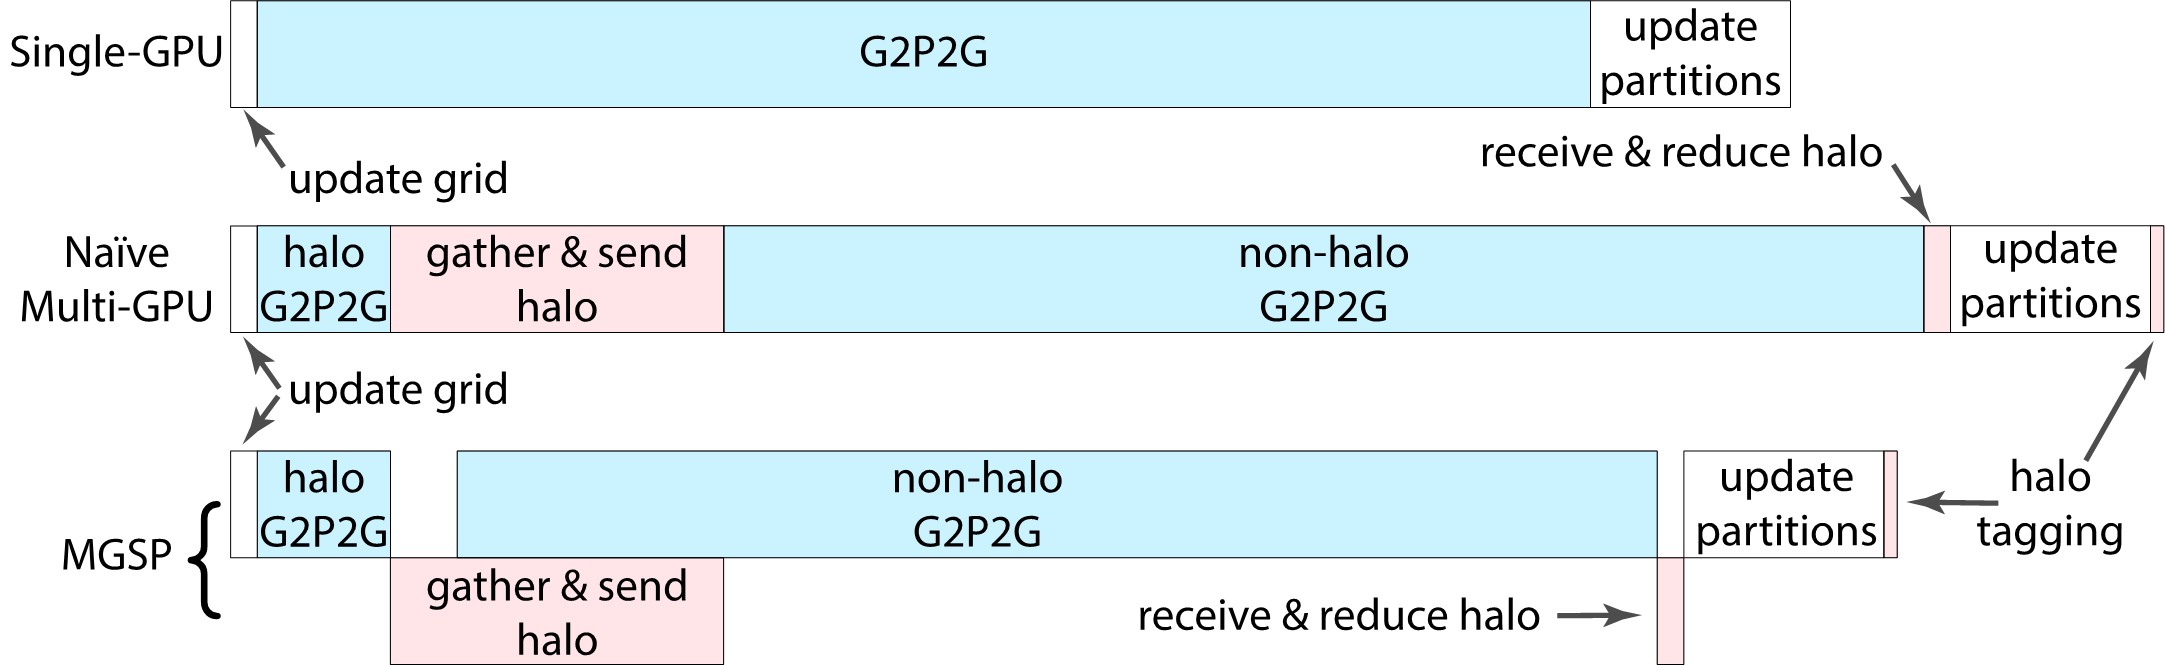 Single-GPU
G2P2G
update
partitions
update grid
receive & reduce halo
Naïve
Multi-GPU
halo
G2P2G
gather & send
halo
non-halo
G2P2G
update
partitions
update grid
MGSP
halo
G2P2G
non-halo
G2P2G
update
partitions
halo
tagging
gather & send
halo
receive & reduce halo